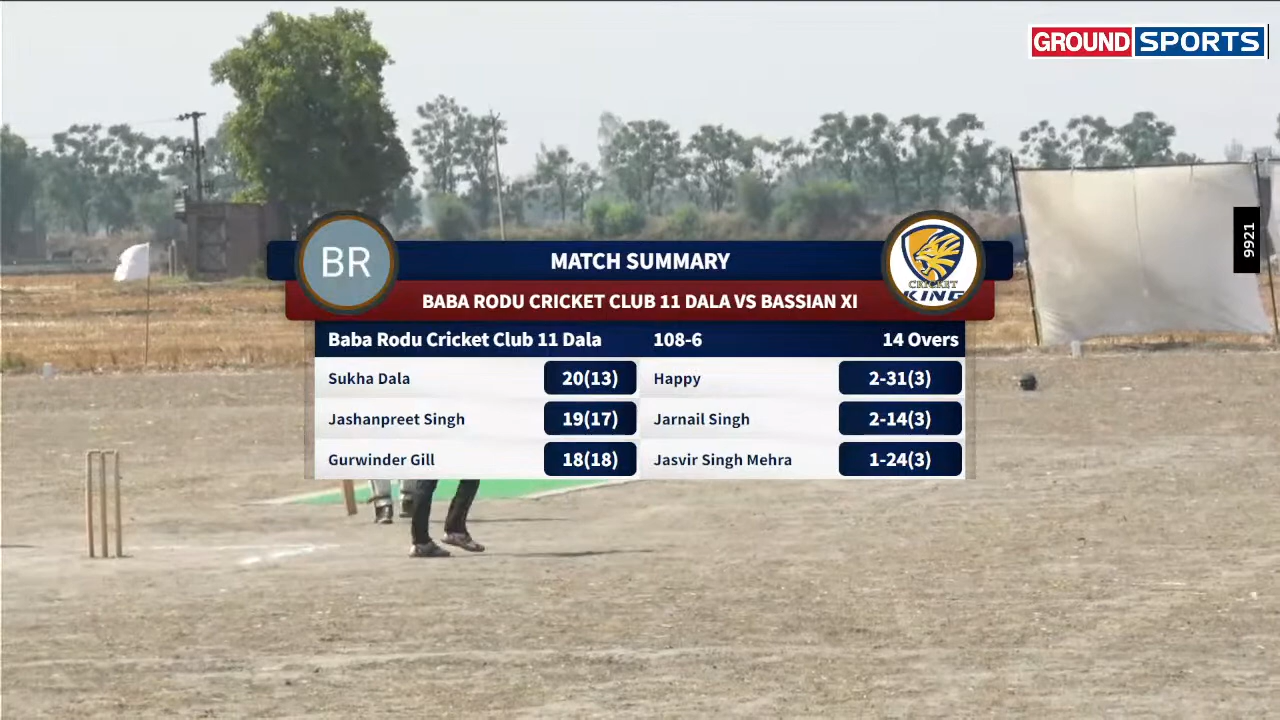 GROUND SPORTS
9921
BR
MATCH SUMMARY
CRICKET
KING
BABA RODU CRICKET CLUB 11 DALA VS BASSIAN XI
Baba Rodu Cricket Club 11 Dala 108-6 14 Overs
Sukha Dala 20(13) Happy 2-31(3)
Jashanpreet Singh 19(17) Jarnail Singh 2-14(3)
Gurwinder Gill 18(18) Jasvir Singh Mehra 1-24(3)